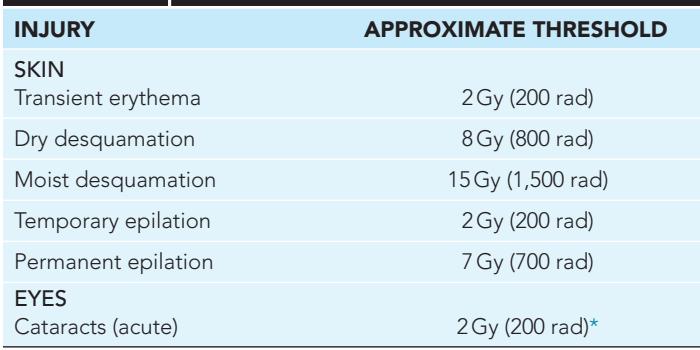 INJURY APPROXIMATE THRESHOLD
SKIN
Transient erythema 2 Gy (200 rad)
Dry desquamation 8 Gy (800 rad)
Moist desquamation 15 Gy (1,500 rad)
Temporary epilation 2 Gy (200 rad)
Permanent epilation 7 Gy (700 rad)
EYES
Cataracts (acute) 2 Gy (200 rad)*